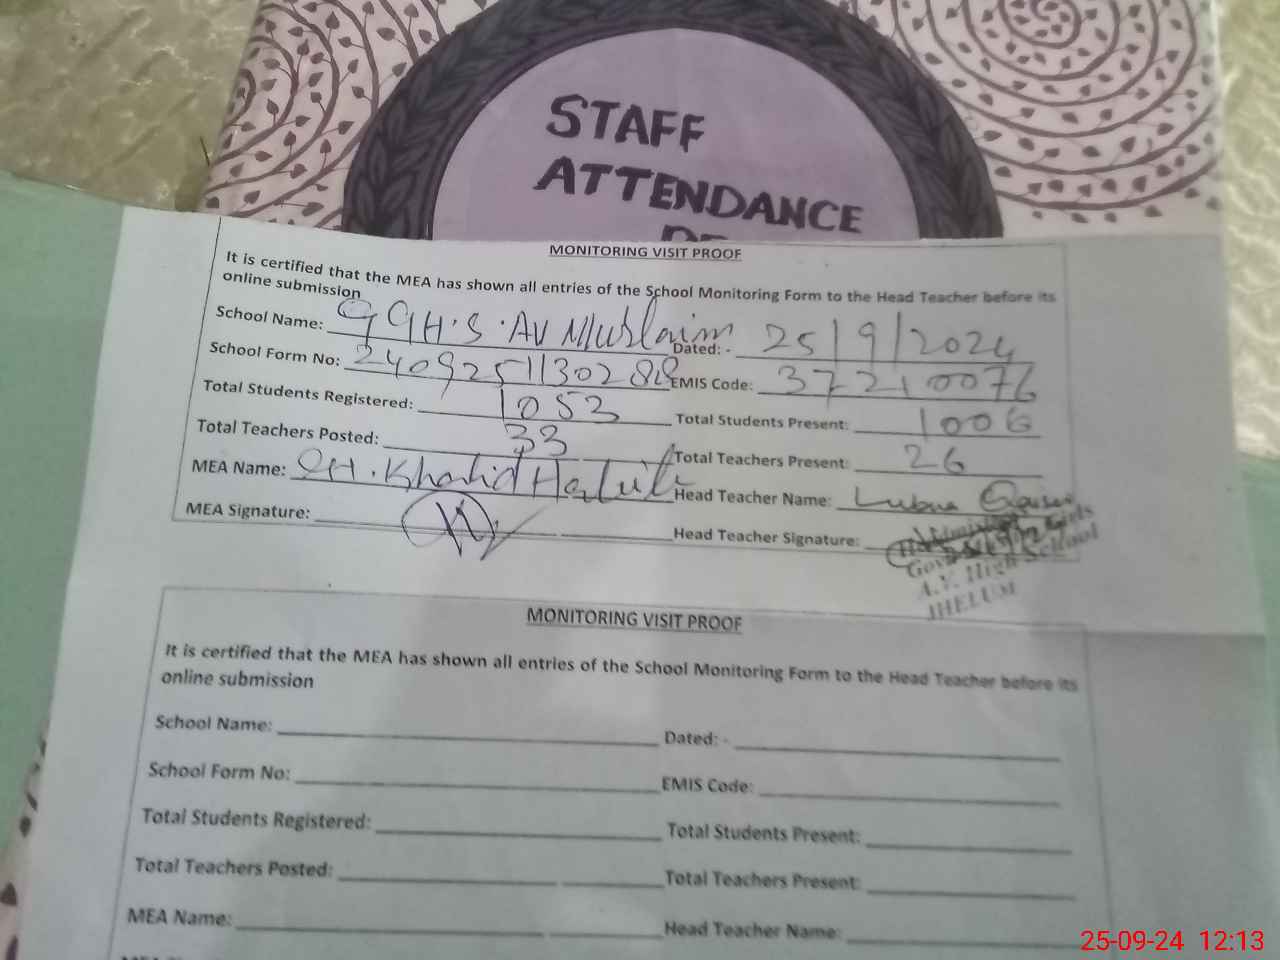 STAFF
ATTENDANCE
MONITORING VISIT PROOF
It is certified that the MEA has shown all entries of the School Monitoring Form to the Head Teacher before its
online submission
School Name: GGH.S. AV Muslaim Dated: - 25/9/2024
School Form No: EMIS Code: 37210076
Total Students Registered: 1053 Total Students Present: 1006
Total Teachers Posted: 33 Total Teachers Present: 26
MEA Name: CH. Khalid Head Teacher Name: Lubna
MEA Signature: Head Teacher Signature:
A.V. High School
JHELUM
MONITORING VISIT PROOF
It is certified that the MEA has shown all entries of the School Monitoring Form to the Head Teacher before its
online submission
School Name: Dated: -
School Form No: EMIS Code:
Total Students Registered: Total Students Present:
Total Teachers Posted: Total Teachers Present:
MEA Name: Head Teacher Name:
25-09-24 12:13